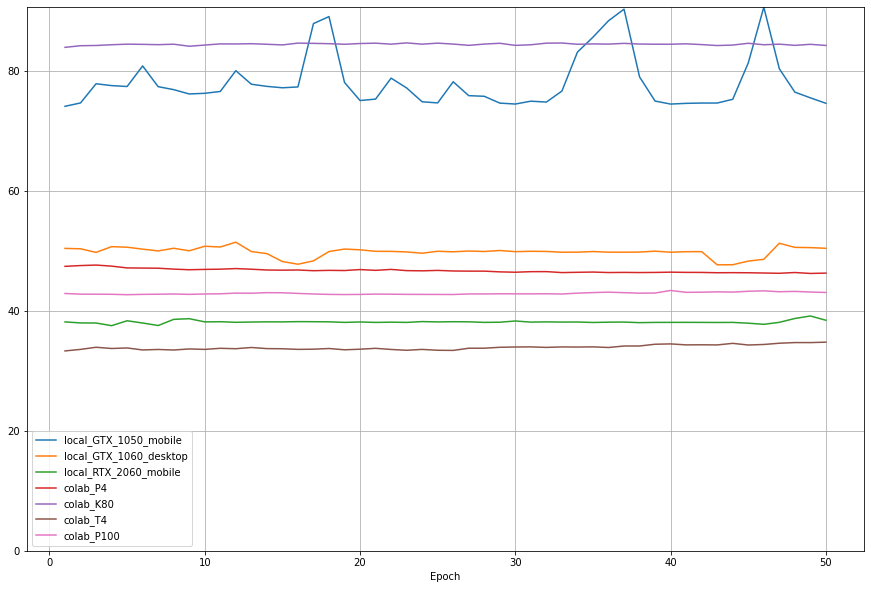 80
60
40
20
0
local_GTX_1050_mobile
local_GTX_1060_desktop
local_RTX_2060_mobile
colab_P4
colab_K80
colab_T4
colab_P100
0 10 20 30 40 50
Epoch